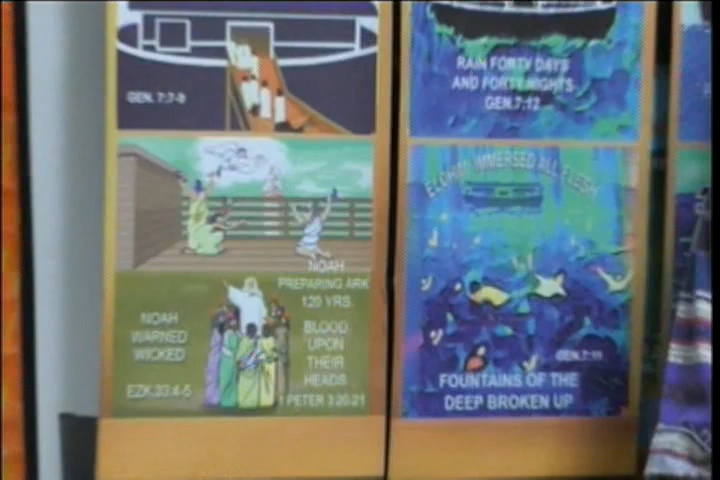 GEN. 7:7-9
NOAH
PREPARING ARK
120 YRS.
NOAH
WARNED
WICKED
EZK.33:4-5
BLOOD
UPON
THEIR
HEADS
1 PETER 3:20-21
RAIN FORTY DAYS
AND FORTY NIGHTS
GEN.7:12
ELOHIM IMMERSED ALL FLESH
GEN.7:11
FOUNTAINS OF THE
DEEP BROKEN UP